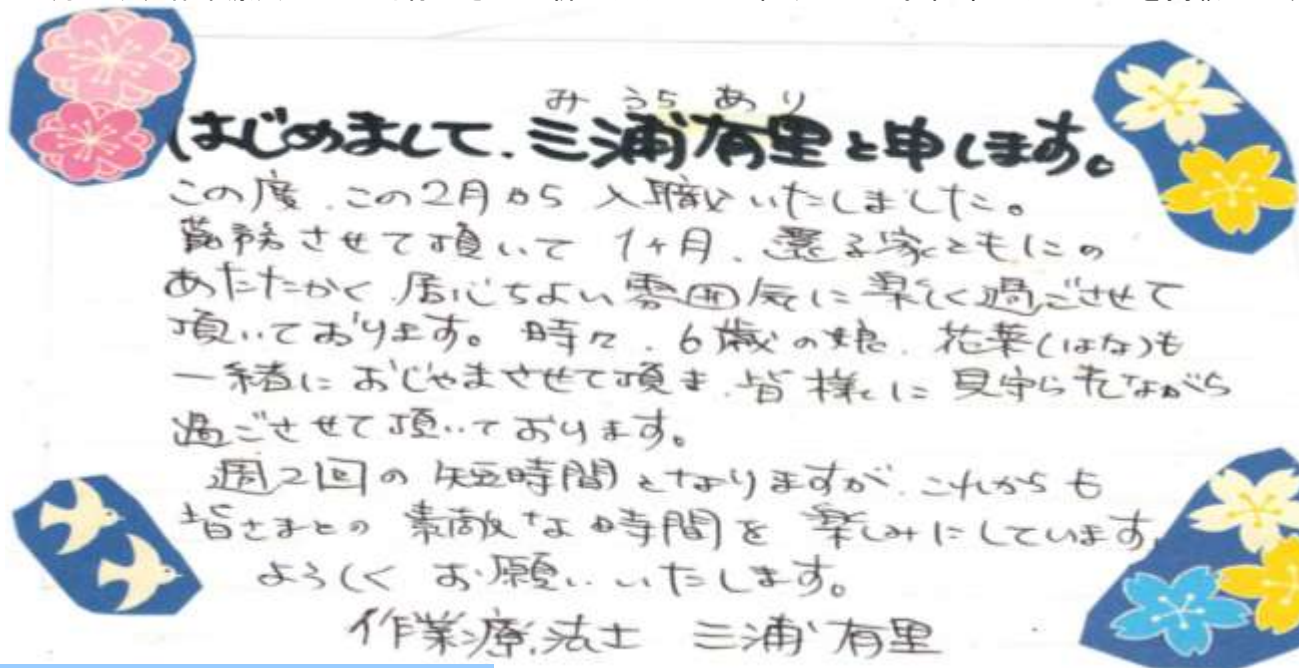 みうらあり
はじめまして、三浦有里と申します。
この度、この2月から入職いたしました。
勤務させて頂いて1ヶ月、還る家ともにの
あたたかく居心ちよい雰囲気に楽しく過ごさせて
頂いております。時々、6歳の娘、花菜(はな)も
一緒におじゃまさせて頂き、皆様に見守られながら
過ごさせて頂いております。
週2回の短時間となりますが、これからも
皆さまとの素敵な時間を楽しみにしています。
よろしくお願いいたします。
作業療法士 三浦有里